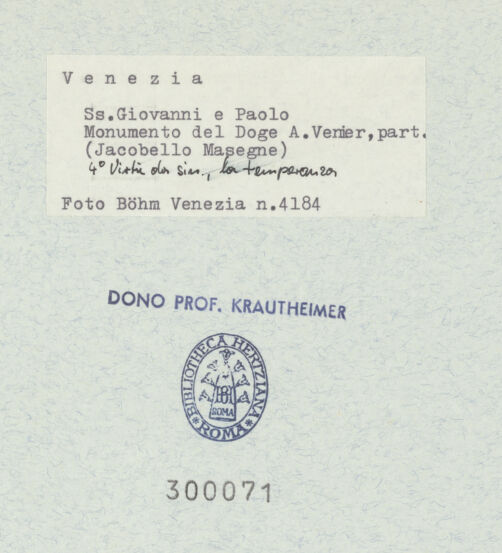 Venezia
Ss.Giovanni e Paolo
Monumento del Doge A.Venier, part.
(Jacobello Masegne)
4° Virtù da sin., la temperanza
Foto Böhm Venezia n.4184
DONO PROF. KRAUTHEIMER
BIBLIOTHECA HERTZIANA
BH
ROMA
* ROMA *
300071